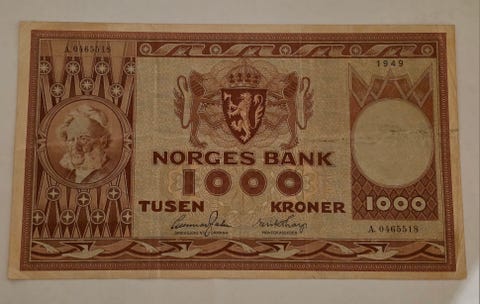 A. 0465518
1949
NORGES BANK
1000
TUSEN KRONER
1000
A. 0465518